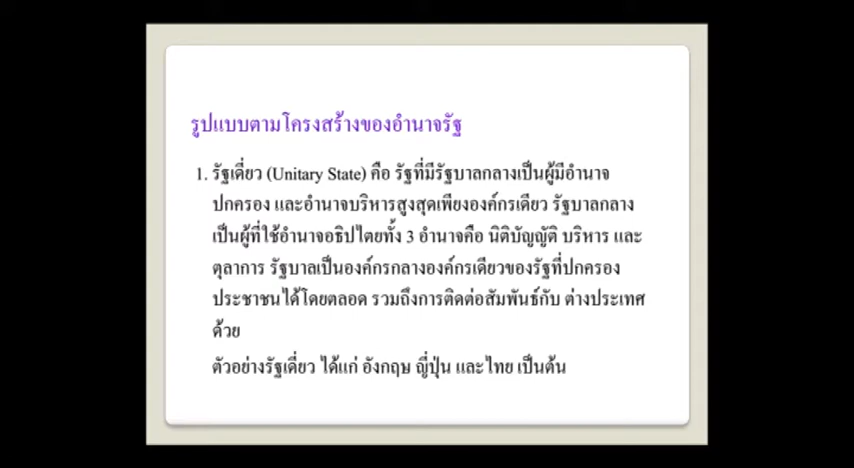 รูปแบบตามโครงสร้างของอำนาจรัฐ
1. รัฐเดี่ยว (Unitary State) คือ รัฐที่มีรัฐบาลกลางเป็นผู้มีอำนาจ
ปกครอง และอำนาจบริหารสูงสุดเพียงองค์กรเดียว รัฐบาลกลาง
เป็นผู้ที่ใช้อำนาจอธิปไตยทั้ง 3 อำนาจคือ นิติบัญญัติ บริหาร และ
ตุลาการ รัฐบาลเป็นองค์กรกลางองค์กรเดียวของรัฐที่ปกครอง
ประชาชนได้โดยตลอด รวมถึงการติดต่อสัมพันธ์กับ ต่างประเทศ
ด้วย
ตัวอย่างรัฐเดี่ยว ได้แก่ อังกฤษ ญี่ปุ่น และไทย เป็นต้น